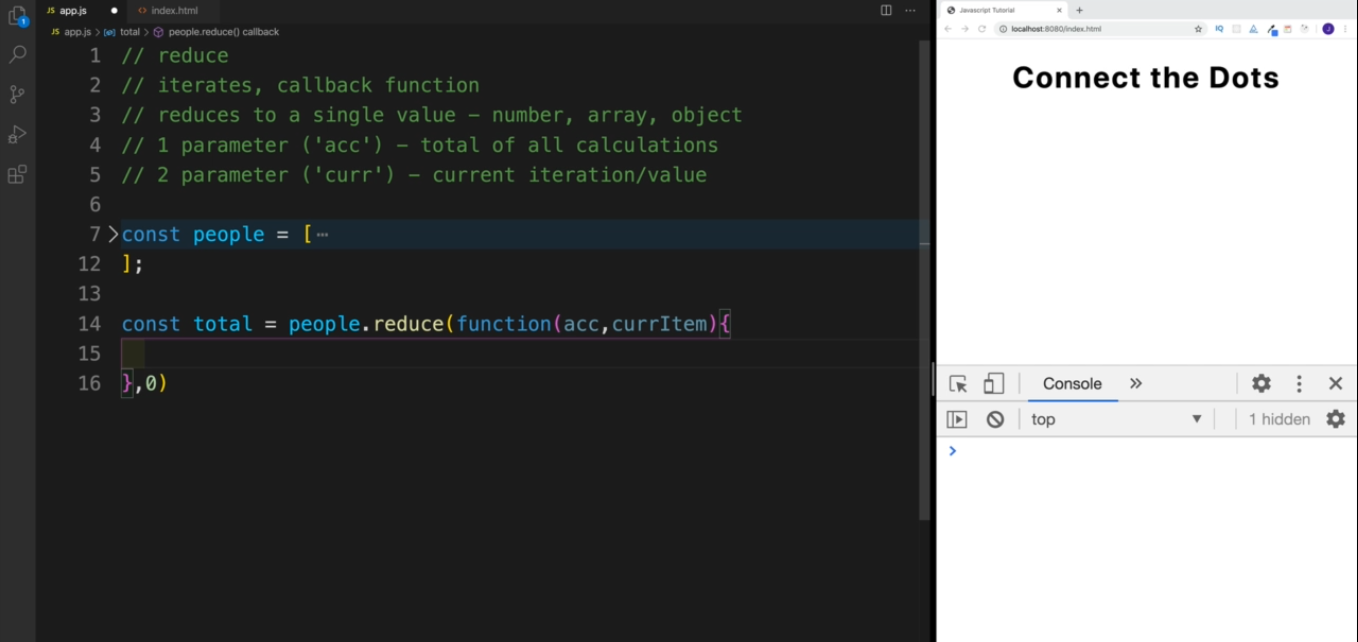 app.js
index.html
app.js > total > people.reduce() callback
1 // reduce
2 // iterates, callback function
3 // reduces to a single value - number, array, object
4 // 1 parameter ('acc') - total of all calculations
5 // 2 parameter ('curr') - current iteration/value
6
7 const people = [ ⋯
12 ];
13
14 const total = people.reduce(function(acc,currItem){
15
16 },0)
Javascript Tutorial
localhost:8080/index.html
Connect the Dots
Console
top
1 hidden